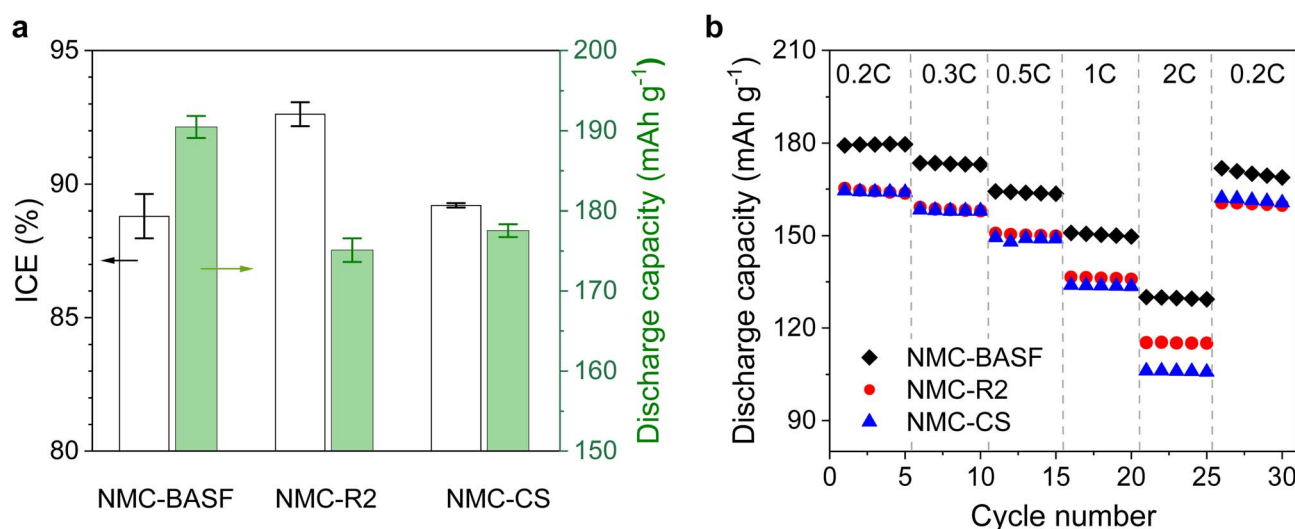 a
95
90
85
80
ICE (%)
200
190
180
170
160
150
Discharge capacity (mAh g⁻¹)
NMC-BASF
NMC-R2
NMC-CS
b
210
180
150
120
90
Discharge capacity (mAh g⁻¹)
0.2C
0.3C
0.5C
1C
2C
0.2C
NMC-BASF
NMC-R2
NMC-CS
0
5
10
15
20
25
30
Cycle number